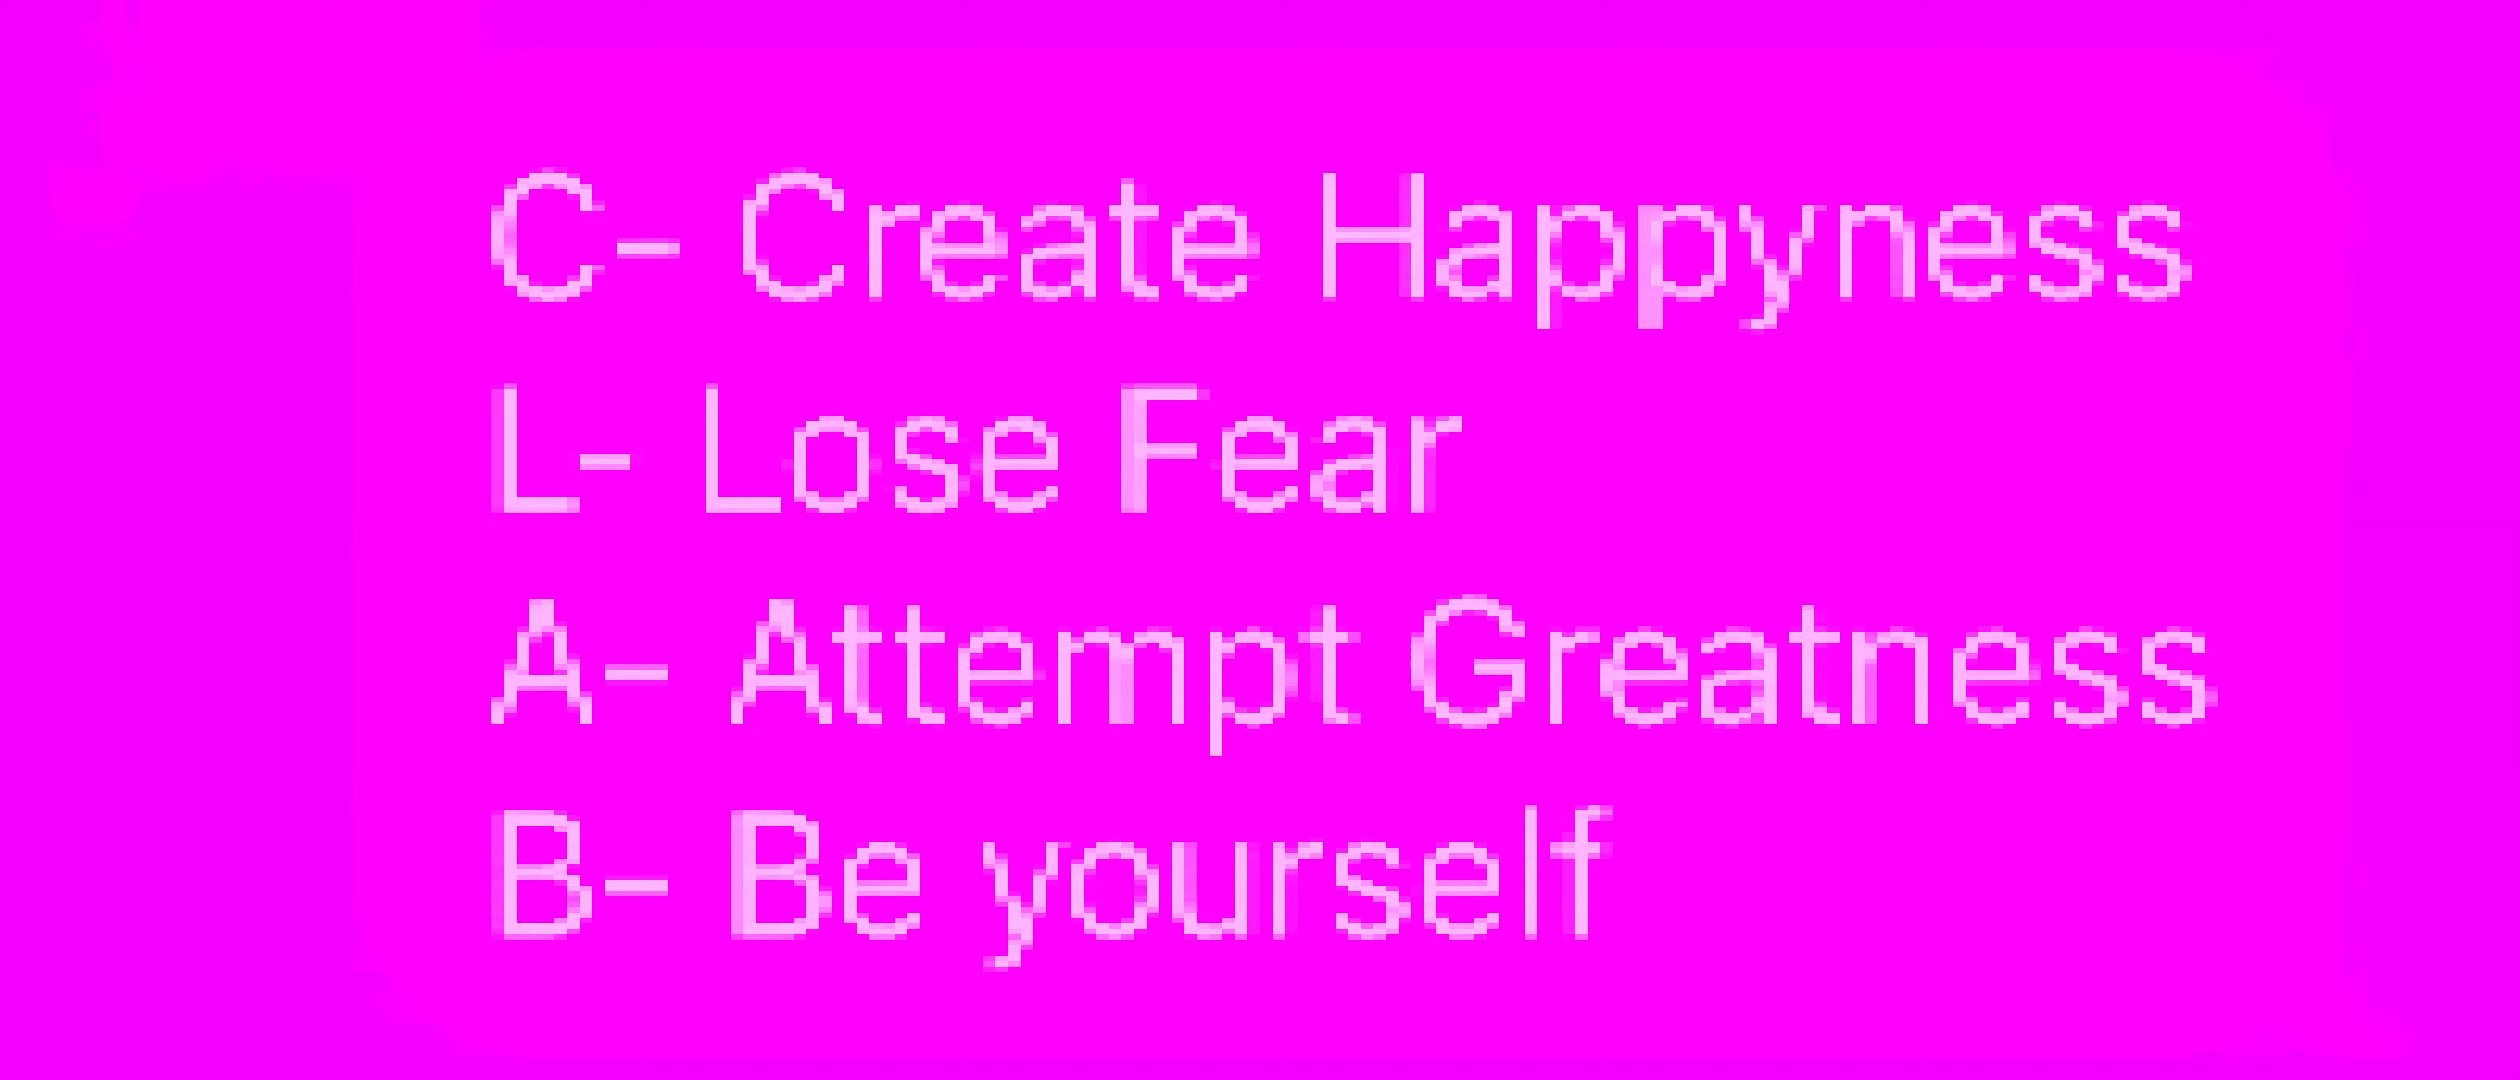 C- Create Happyness
L- Lose Fear
A- Attempt Greatness
B- Be yourself